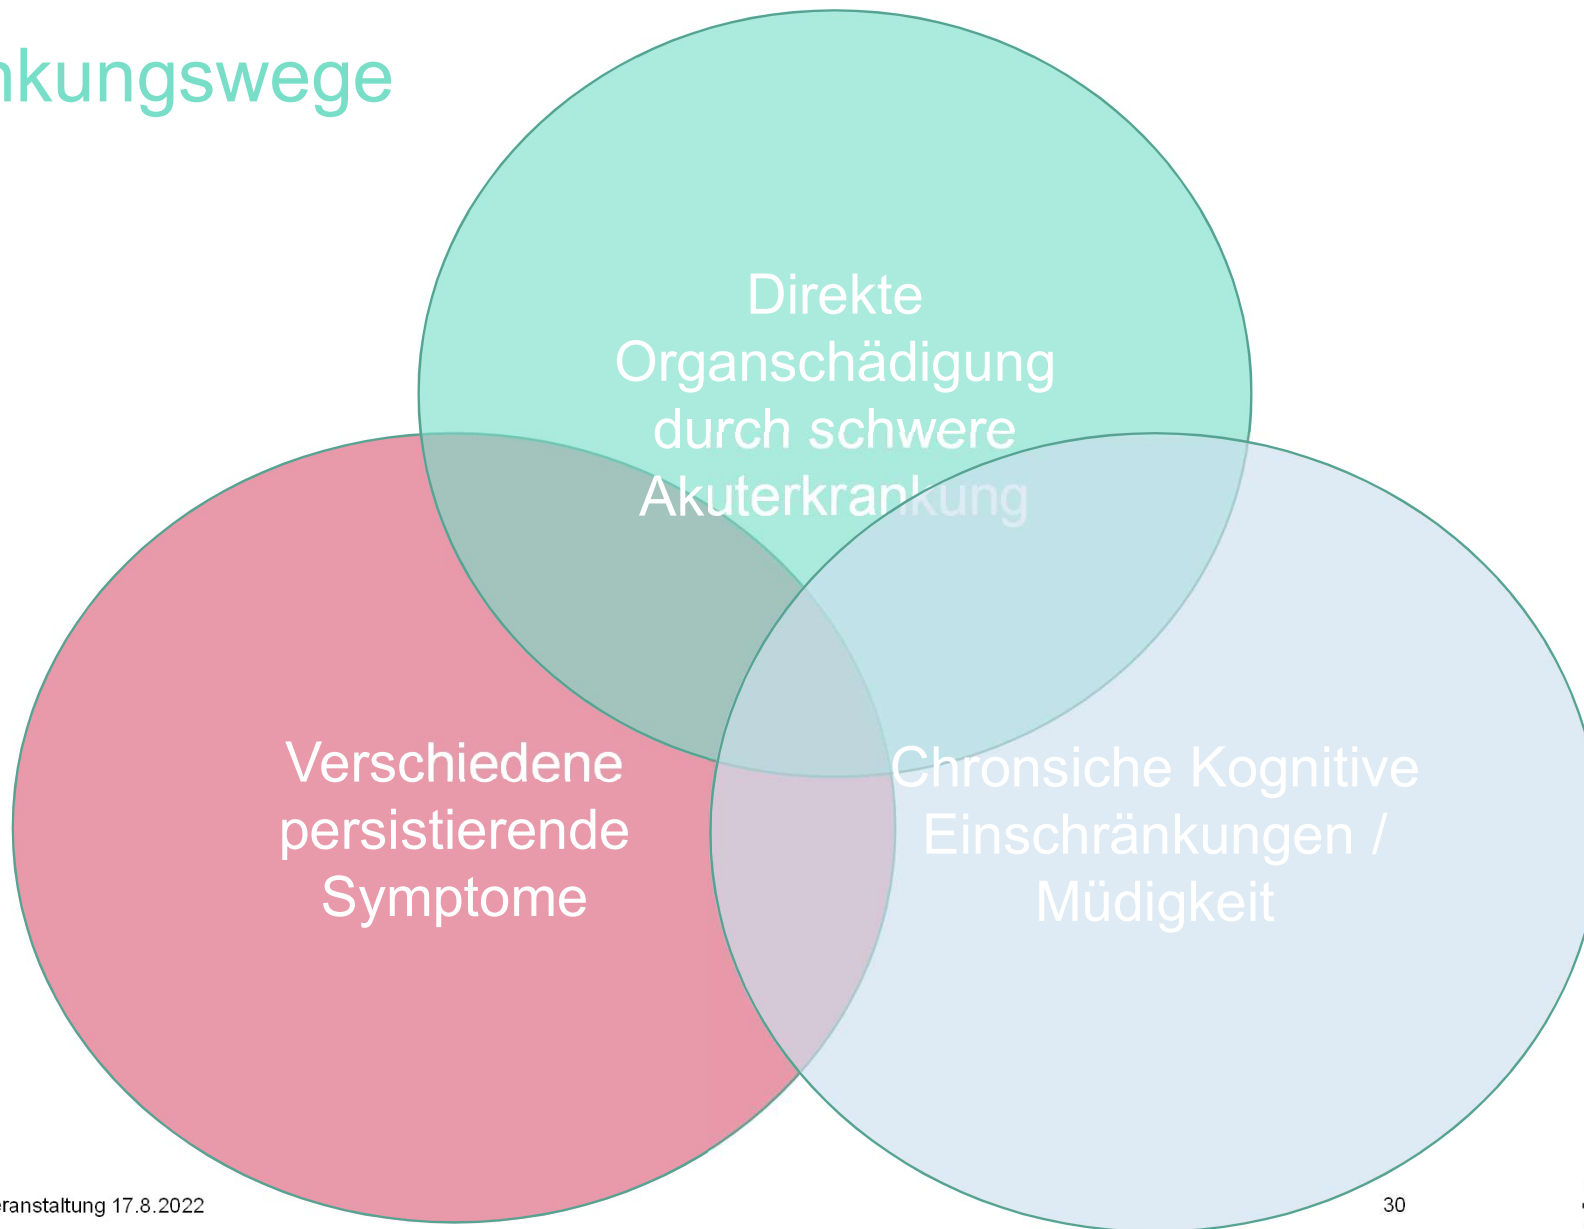 nkungswege
Direkte
Organschädigung
durch schwere
Akuterkrankung
Verschiedene
persistierende
Symptome
Chronsiche Kognitive
Einschränkungen /
Müdigkeit
eranstaltung 17.8.2022
30